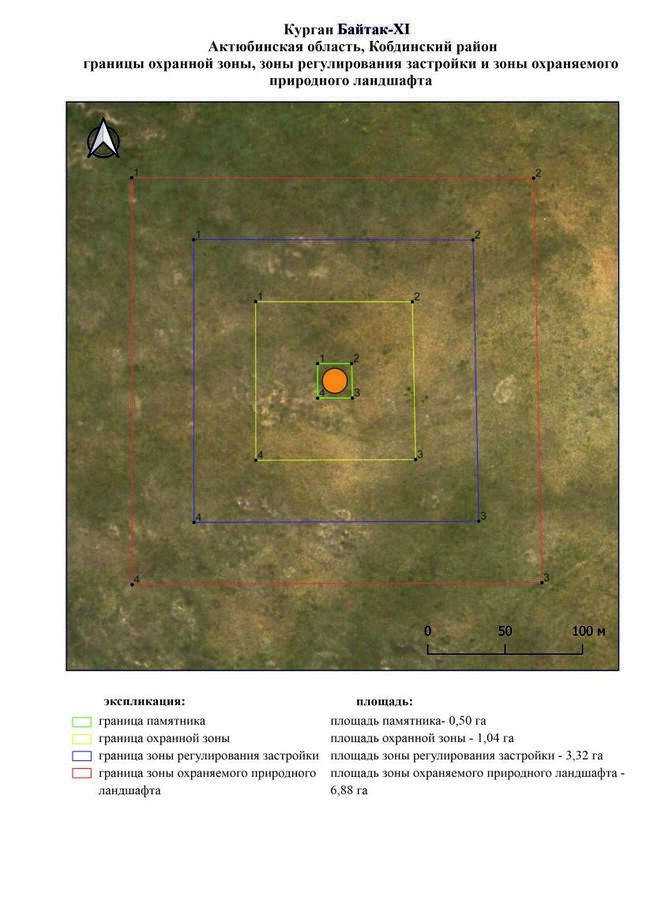 Курган Байтак-XI
Актюбинская область, Кобдинский район
границы охранной зоны, зоны регулирования застройки и зоны охраняемого
природного ландшафта
1
2
1
2
1
2
1 2
4 3
4
3
4
3
4
3
0 50 100 м
экспликация: площадь:
граница памятника площадь памятника- 0,50 га
граница охранной зоны площадь охранной зоны - 1,04 га
граница зоны регулирования застройки площадь зоны регулирования застройки - 3,32 га
граница зоны охраняемого природного площадь зоны охраняемого природного ландшафта -
ландшафта 6,88 га